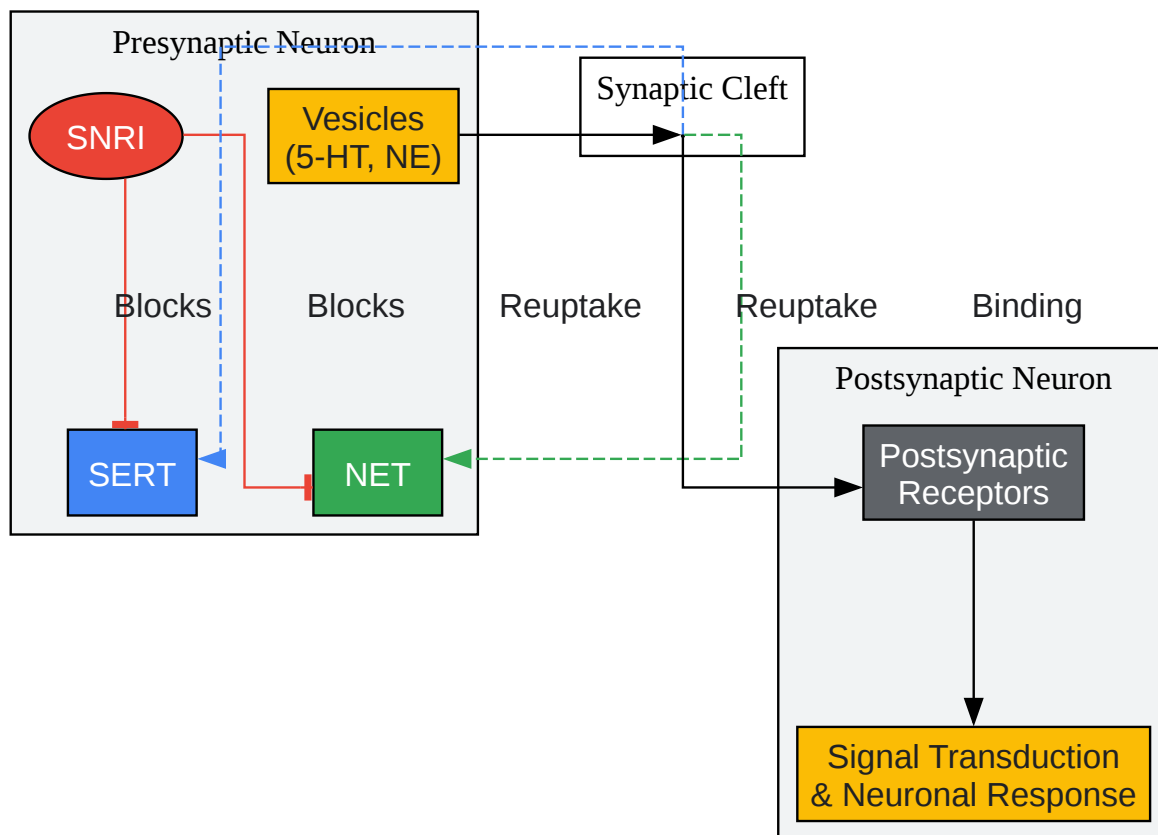 Presynaptic Neuron
Synaptic Cleft
SNRI
Vesicles
(5-HT, NE)
Blocks
Blocks
Reuptake
Reuptake
Binding
Postsynaptic Neuron
SERT
NET
Postsynaptic
Receptors
Signal Transduction
& Neuronal Response